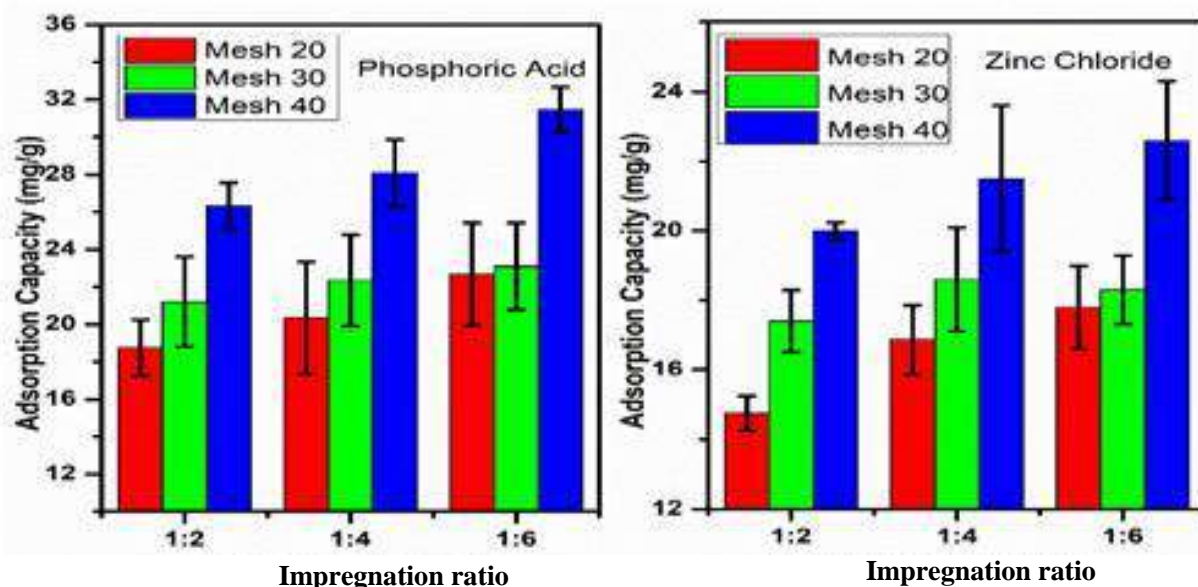 Adsorption Capacity (mg/g)
36
32
28
24
20
16
12
Mesh 20
Mesh 30
Mesh 40
Phosphoric Acid
1:2 1:4 1:6
Impregnation ratio
Adsorption Capacity (mg/g)
24
20
16
12
Mesh 20
Mesh 30
Mesh 40
Zinc Chloride
1:2 1:4 1:6
Impregnation ratio